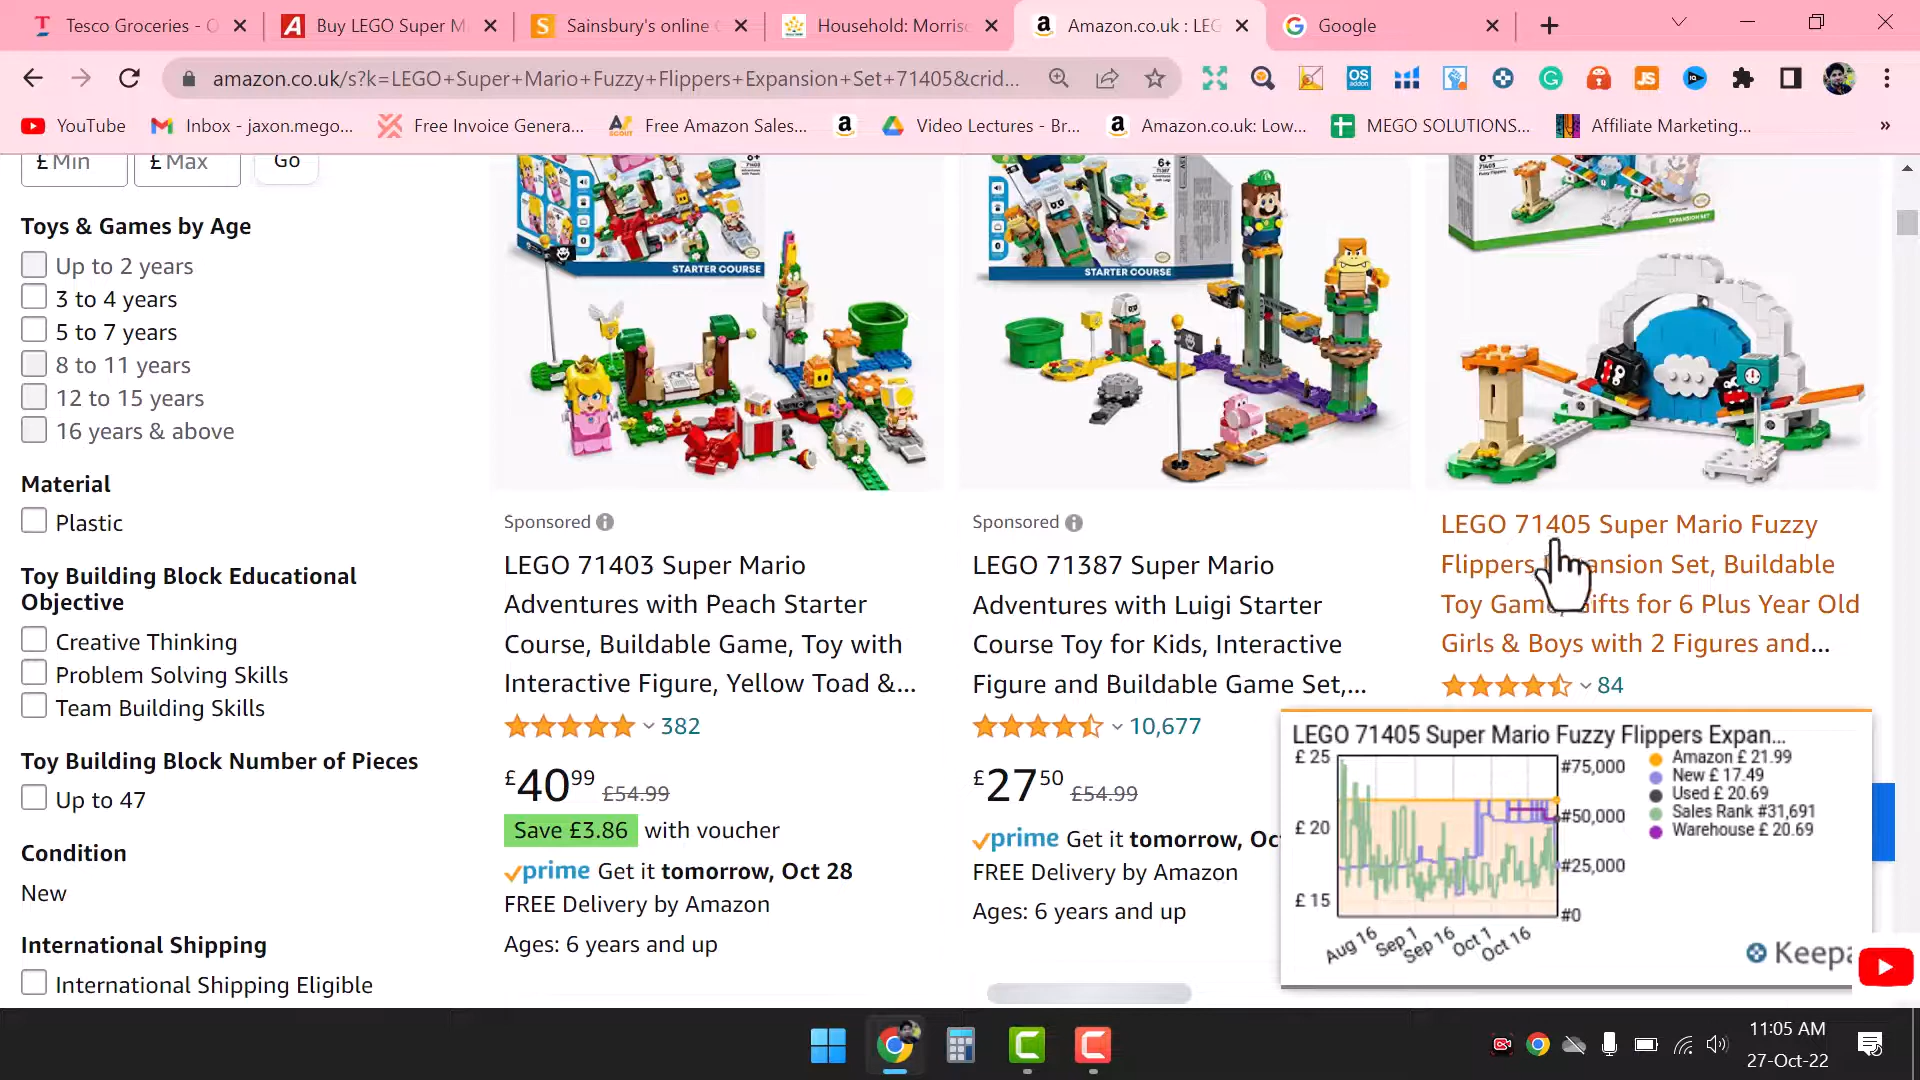 Tesco Groceries - O
Buy LEGO Super M
Sainsbury's online
Household: Morris
Amazon.co.uk : LEG
Google
amazon.co.uk/s?k=LEGO+Super+Mario+Fuzzy+Flippers+Expansion+Set+71405&crid...
YouTube
Inbox - jaxon.mego...
Free Invoice Genera...
Free Amazon Sales...
Video Lectures - Br...
Amazon.co.uk: Low...
MEGO SOLUTIONS...
Affiliate Marketing...
»
£ Min
£ Max
Go
Toys & Games by Age
Up to 2 years
3 to 4 years
5 to 7 years
8 to 11 years
12 to 15 years
16 years & above
Material
Plastic
Toy Building Block Educational
Objective
Creative Thinking
Problem Solving Skills
Team Building Skills
Toy Building Block Number of Pieces
Up to 47
Condition
New
International Shipping
International Shipping Eligible
71403
STARTER COURSE
Sponsored
LEGO 71403 Super Mario
Adventures with Peach Starter
Course, Buildable Game, Toy with
Interactive Figure, Yellow Toad &...
382
£40.99 £54.99
Save £3.86 with voucher
prime Get it tomorrow, Oct 28
FREE Delivery by Amazon
Ages: 6 years and up
6+
71387
STARTER COURSE
Sponsored
LEGO 71387 Super Mario
Adventures with Luigi Starter
Course Toy for Kids, Interactive
Figure and Buildable Game Set,...
10,677
£27.50 £54.99
prime Get it tomorrow, Oc
FREE Delivery by Amazon
Ages: 6 years and up
71405
EXPANSION SET
LEGO 71405 Super Mario Fuzzy
Flippers Expansion Set, Buildable
Toy Game, Gifts for 6 Plus Year Old
Girls & Boys with 2 Figures and...
84
LEGO 71405 Super Mario Fuzzy Flippers Expan...
£ 25
£ 20
£ 15
#75,000
#50,000
#25,000
#0
Aug 16
Sep 1
Sep 16
Oct 1
Oct 16
Amazon £ 21.99
New £ 17.49
Used £ 20.69
Sales Rank #31,691
Warehouse £ 20.69
Keepa
11:05 AM
27-Oct-22